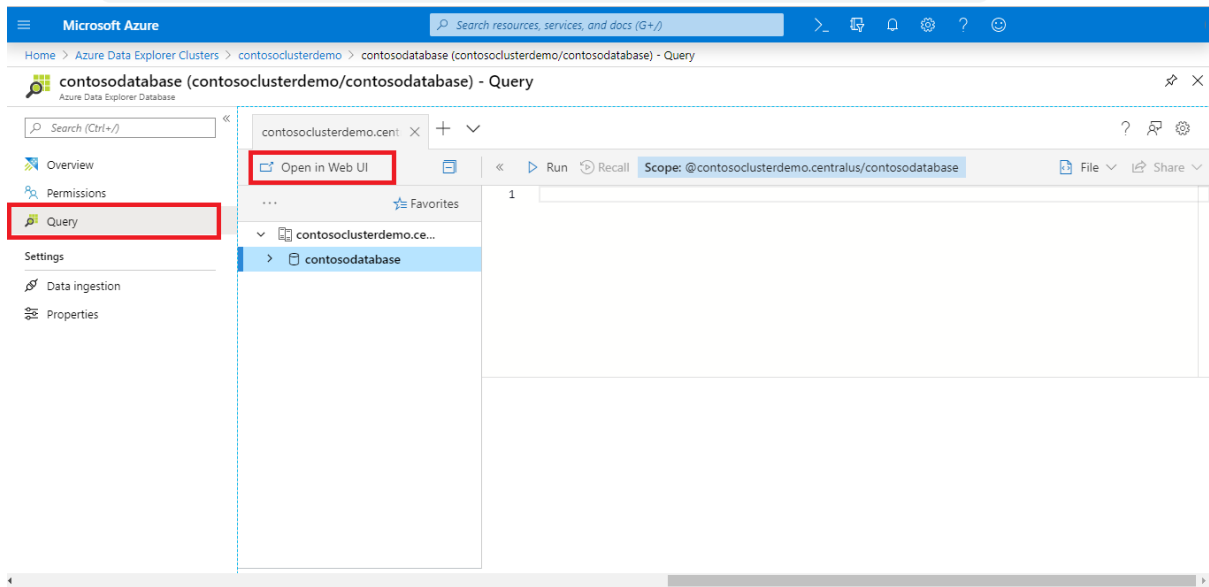 Microsoft Azure
Search resources, services, and docs (G+/)
Home > Azure Data Explorer Clusters > contosoclusterdemo > contosodatabase (contosoclusterdemo/contosodatabase) - Query
contosodatabase (contosoclusterdemo/contosodatabase) - Query
Azure Data Explorer Database
Search (Ctrl+/)
Overview
Permissions
Query
Settings
Data ingestion
Properties
contosoclusterdemo.cent
Open in Web UI
Run Recall Scope: @contosoclusterdemo.centralus/contosodatabase File Share
... Favorites
contosoclusterdemo.ce...
contosodatabase
1